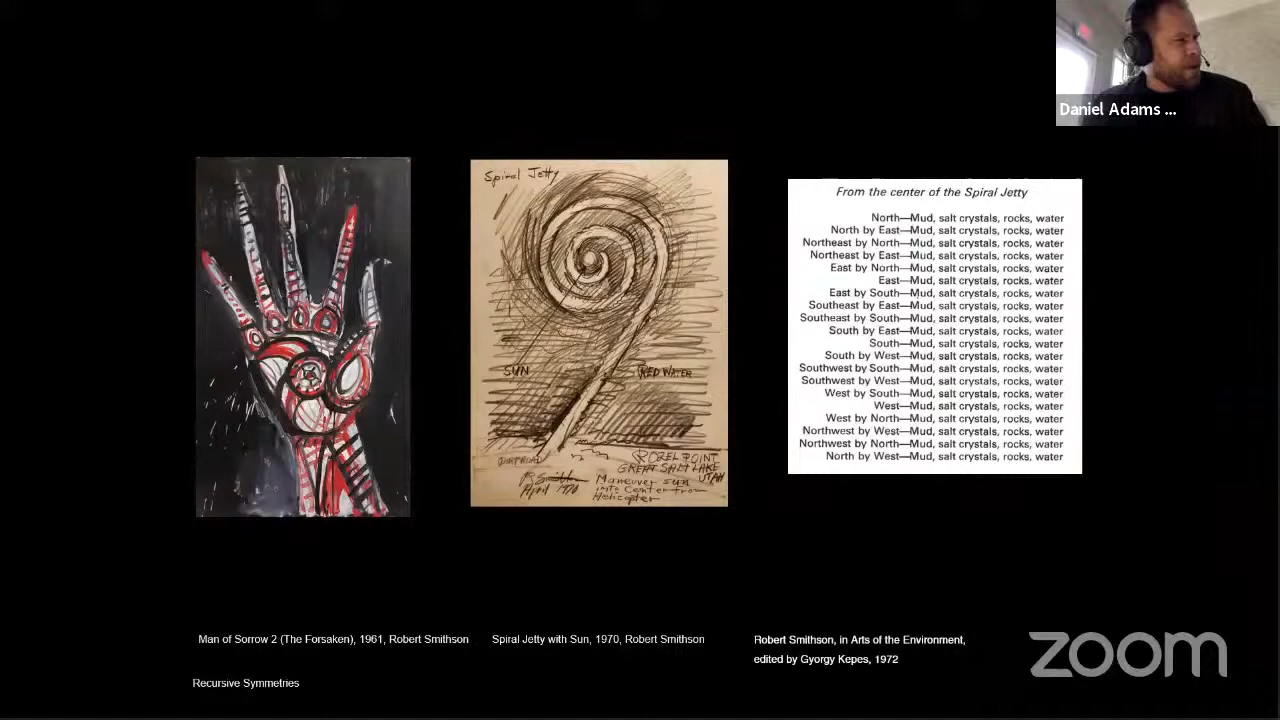 Daniel Adams ...
Spiral Jetty
SUN
RED WATER
DIRT ROAD
ROZEL POINT
GREAT SALT LAKE
UTAH
R Smithson
April 1970
Maneuver sun
into Center from
Helicopter
From the center of the Spiral Jetty
North—Mud, salt crystals, rocks, water
North by East—Mud, salt crystals, rocks, water
Northeast by North—Mud, salt crystals, rocks, water
Northeast by East—Mud, salt crystals, rocks, water
East by North—Mud, salt crystals, rocks, water
East—Mud, salt crystals, rocks, water
East by South—Mud, salt crystals, rocks, water
Southeast by East—Mud, salt crystals, rocks, water
Southeast by South—Mud, salt crystals, rocks, water
South by East—Mud, salt crystals, rocks, water
South—Mud, salt crystals, rocks, water
South by West—Mud, salt crystals, rocks, water
Southwest by South—Mud, salt crystals, rocks, water
Southwest by West—Mud, salt crystals, rocks, water
West by South—Mud, salt crystals, rocks, water
West—Mud, salt crystals, rocks, water
West by North—Mud, salt crystals, rocks, water
Northwest by West—Mud, salt crystals, rocks, water
Northwest by North—Mud, salt crystals, rocks, water
North by West—Mud, salt crystals, rocks, water
Man of Sorrow 2 (The Forsaken), 1961, Robert Smithson
Spiral Jetty with Sun, 1970, Robert Smithson
Robert Smithson, in Arts of the Environment,
edited by Gyorgy Kepes, 1972
Recursive Symmetries
zoom